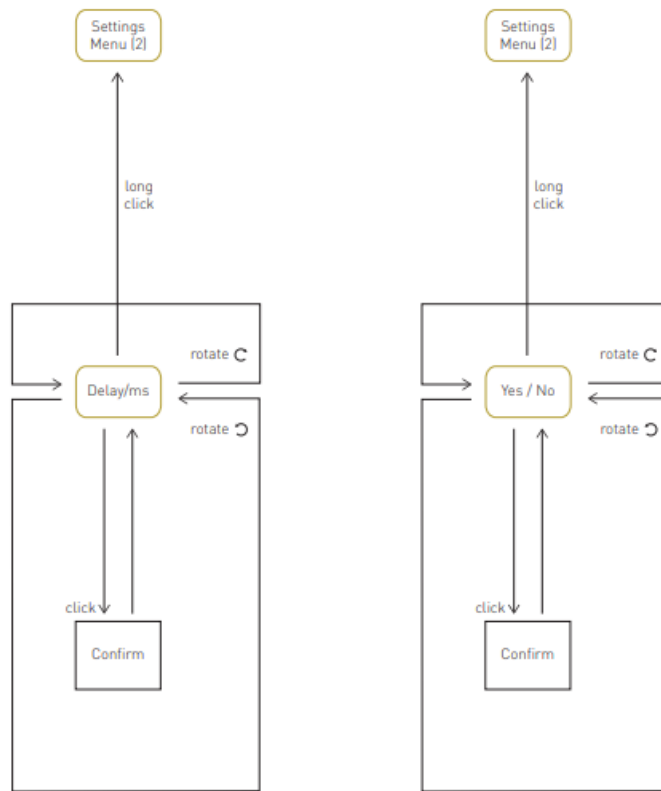 Settings
Menu (2)
Settings
Menu (2)
long
click
long
click
rotate
rotate
Delay/ms
Yes / No
rotate
rotate
click
click
Confirm
Confirm